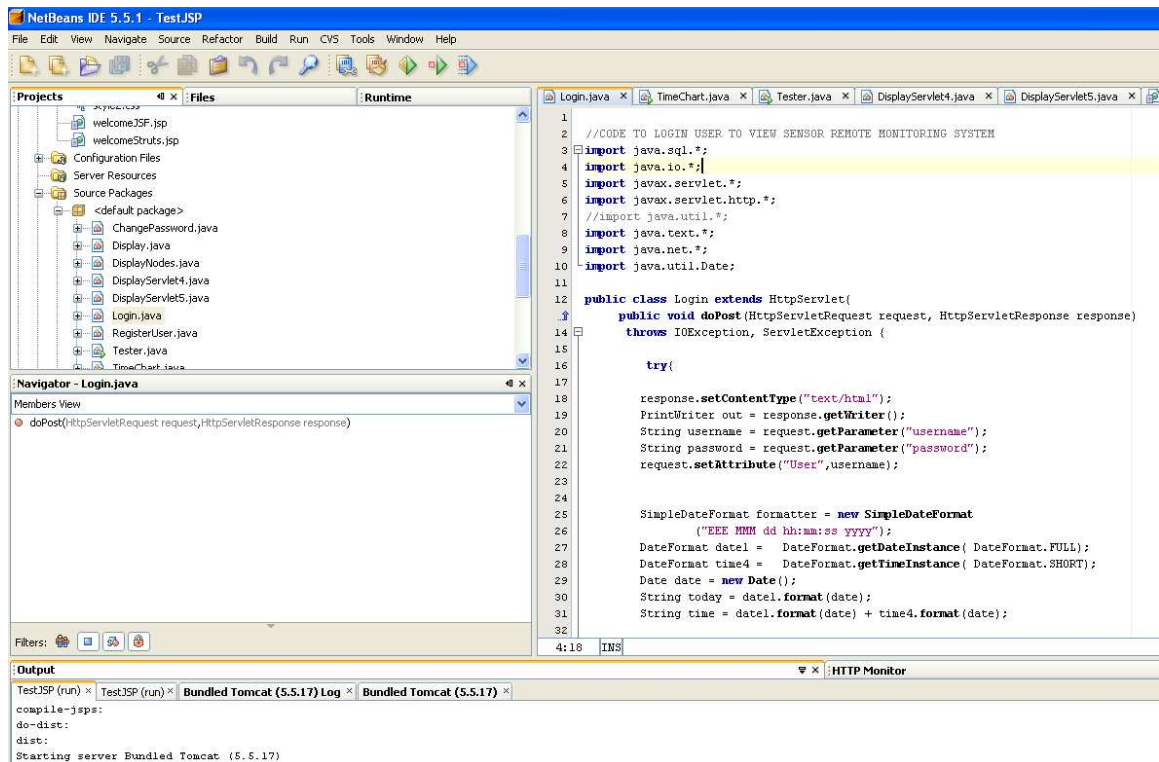 NetBeans IDE 5.5.1 - TestJSP
File Edit View Navigate Source Refactor Build Run CVS Tools Window Help
Projects Files Runtime
style2.css
welcomeJSF.jsp
welcomeStruts.jsp
Configuration Files
Server Resources
Source Packages
<default package>
ChangePassword.java
Display.java
DisplayNodes.java
DisplayServlet4.java
DisplayServlet5.java
Login.java
RegisterUser.java
Tester.java
TimeChart.java
Navigator - Login.java
Members View
doPost(HttpServletRequest request,HttpServletResponse response)
Filters:
Login.java TimeChart.java Tester.java DisplayServlet4.java DisplayServlet5.java
1
2 //CODE TO LOGIN USER TO VIEW SENSOR REMOTE MONITORING SYSTEM
3 import java.sql.*;
4 import java.io.*;
5 import javax.servlet.*;
6 import javax.servlet.http.*;
7 //import java.util.*;
8 import java.text.*;
9 import java.net.*;
10 import java.util.Date;
11
12 public class Login extends HttpServlet{
public void doPost(HttpServletRequest request, HttpServletResponse response)
14 throws IOException, ServletException {
15
16 try{
17
18 response.setContentType("text/html");
19 PrintWriter out = response.getWriter();
20 String username = request.getParameter("username");
21 String password = request.getParameter("password");
22 request.setAttribute("User",username);
23
24
25 SimpleDateFormat formatter = new SimpleDateFormat
26 ("EEE MMM dd hh:mm:ss yyyy");
27 DateFormat date1 = DateFormat.getDateInstance( DateFormat.FULL);
28 DateFormat time4 = DateFormat.getTimeInstance( DateFormat.SHORT);
29 Date date = new Date();
30 String today = date1.format(date);
31 String time = date1.format(date) + time4.format(date);
32
4:18 INS
Output HTTP Monitor
TestJSP (run) TestJSP (run) Bundled Tomcat (5.5.17) Log Bundled Tomcat (5.5.17)
compile-jsps:
do-dist:
dist:
Starting server Bundled Tomcat (5.5.17)